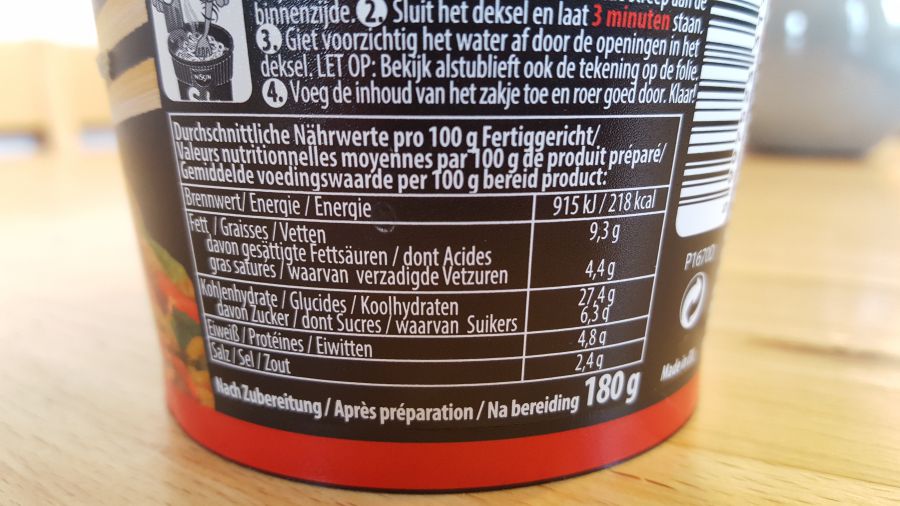 binnenzijde. 2. Sluit het deksel en laat 3 minuten staan.
3. Giet voorzichtig het water af door de openingen in het
deksel. LET OP: Bekijk alstublieft ook de tekening op de folie.
4. Voeg de inhoud van het zakje toe en roer goed door. Klaar!
NISSIN
Durchschnittliche Nährwerte pro 100 g Fertiggericht/
Valeurs nutritionnelles moyennes par 100 g de produit préparé/
Gemiddelde voedingswaarde per 100 g bereid product:
Brennwert/ Energie / Energie 915 kJ / 218 kcal
Fett / Graisses / Vetten 9,3 g
davon gesättigte Fettsäuren / dont Acides
gras saturés / waarvan verzadigde Vetzuren 4,4 g
Kohlenhydrate / Glucides / Koolhydraten 27,4 g
davon Zucker / dont Sucres / waarvan Suikers 6,3 g
Eiweiß / Protéines / Eiwitten 4,8 g
Salz / Sel / Zout 2,4 g
Nach Zubereitung / Après préparation / Na bereiding 180 g
P1670D
Made in